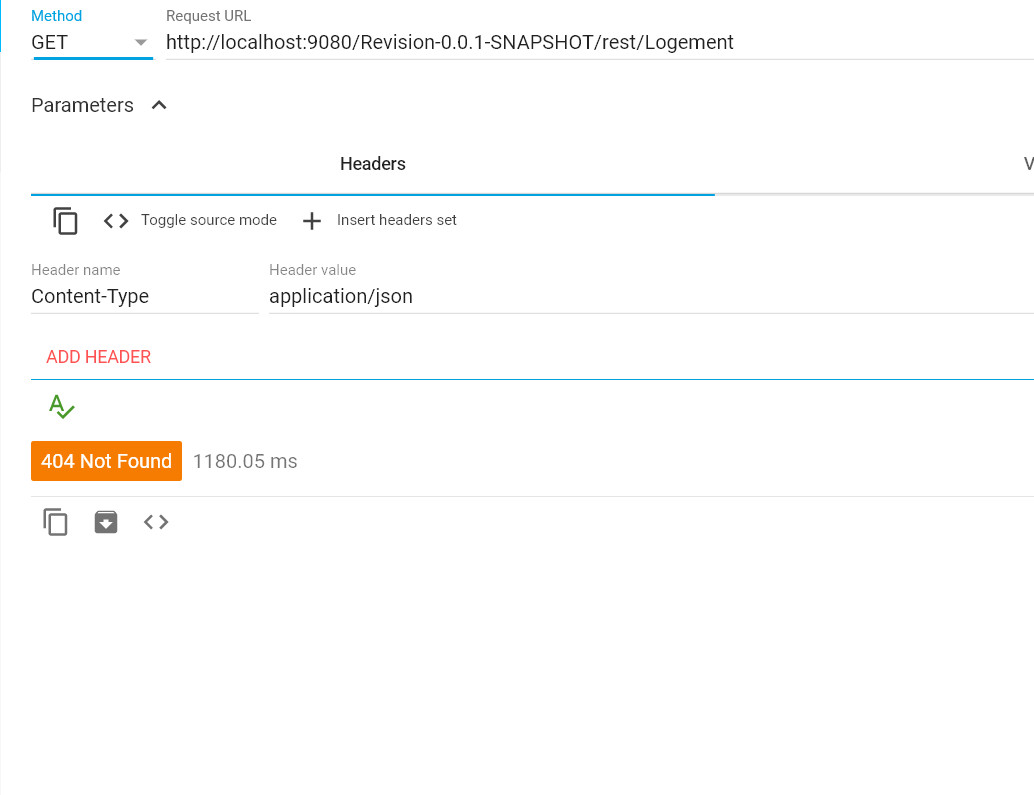 Method
Request URL
GET
http://localhost:9080/Revision-0.0.1-SNAPSHOT/rest/Logement
Parameters
Headers
V
Toggle source mode
Insert headers set
Header name
Header value
Content-Type
application/json
ADD HEADER
404 Not Found
1180.05 ms